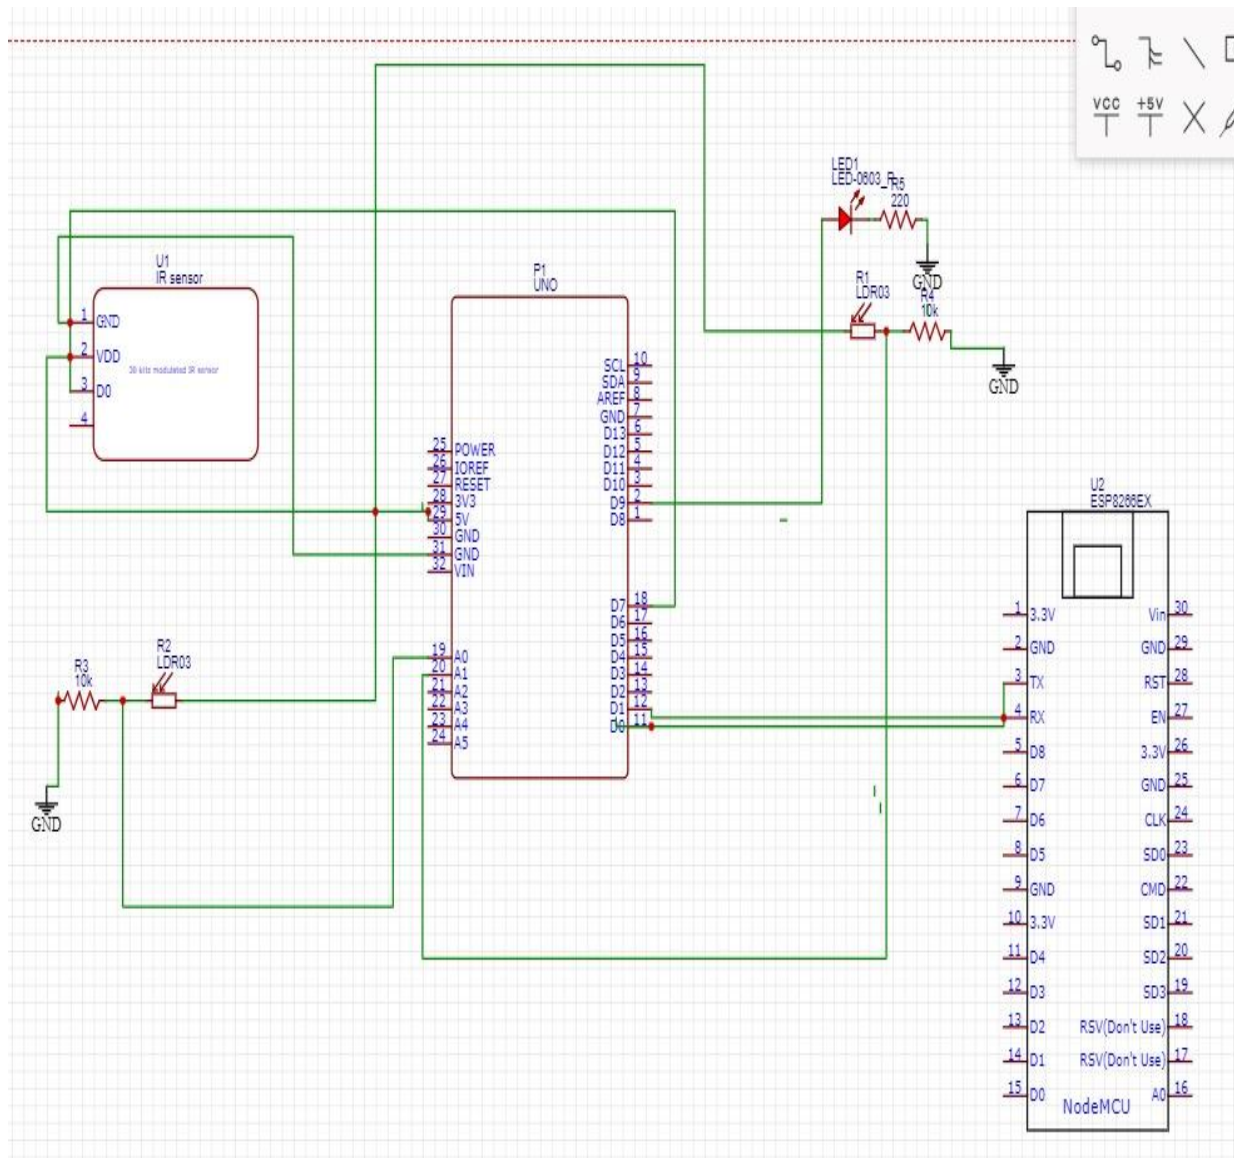 VCC +5V
LED1
LED-0603_R
R5
220
GND
R1
LDR03
R4
10k
GND
U1
IR sensor
1 GND
2 VDD
3 D0
4
38 kHz modulated IR sensor
P1
UNO
25 POWER
26 IOREF
27 RESET
28 3V3
29 5V
30 GND
31 GND
32 VIN
19 A0
20 A1
21 A2
22 A3
23 A4
24 A5
SCL 10
SDA 9
AREF 8
GND 7
D13 6
D12 5
D11 4
D10 3
D9 2
D8 1
D7 18
D6 17
D5 16
D4 15
D3 14
D2 13
D1 12
D0 11
R3
10k
R2
LDR03
GND
U2
ESP8266EX
1 3.3V
2 GND
3 TX
4 RX
5 D8
6 D7
7 D6
8 D5
9 GND
10 3.3V
11 D4
12 D3
13 D2
14 D1
15 D0
Vin 30
GND 29
RST 28
EN 27
3.3V 26
GND 25
CLK 24
SD0 23
CMD 22
SD1 21
SD2 20
SD3 19
RSV(Don't Use) 18
RSV(Don't Use) 17
A0 16
NodeMCU